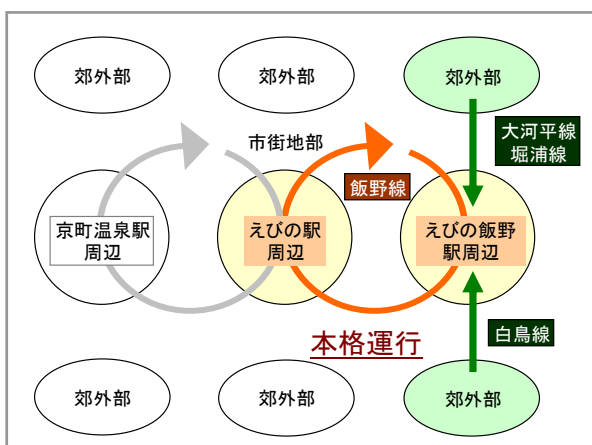 郊外部
郊外部
郊外部
大河平線
堀浦線
市街地部
飯野線
京町温泉駅
周辺
えびの駅
周辺
えびの飯野
駅周辺
本格運行
白鳥線
郊外部
郊外部
郊外部